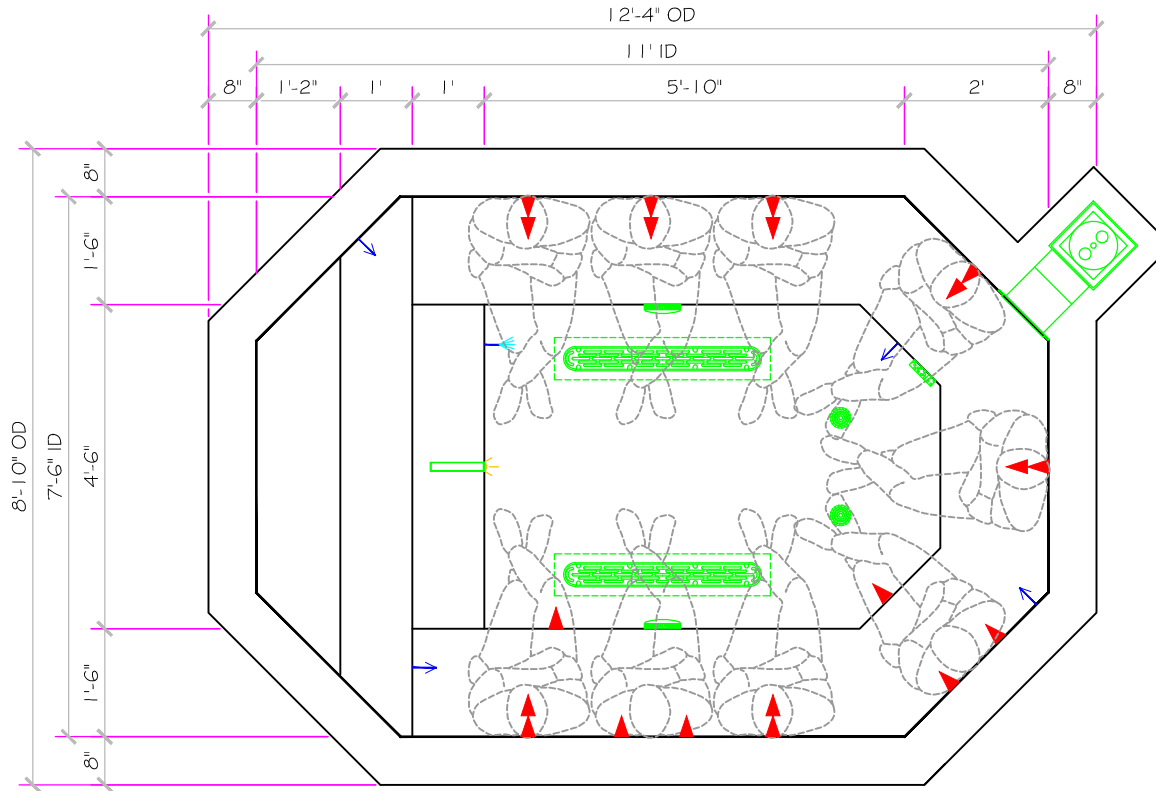 12'-4" OD
11' ID
8" 1'-2" 1' 1' 5'-10" 2' 8"
8"
1'-6"
4'-6"
1'-6"
8"
7'-6" ID
8'-10" OD